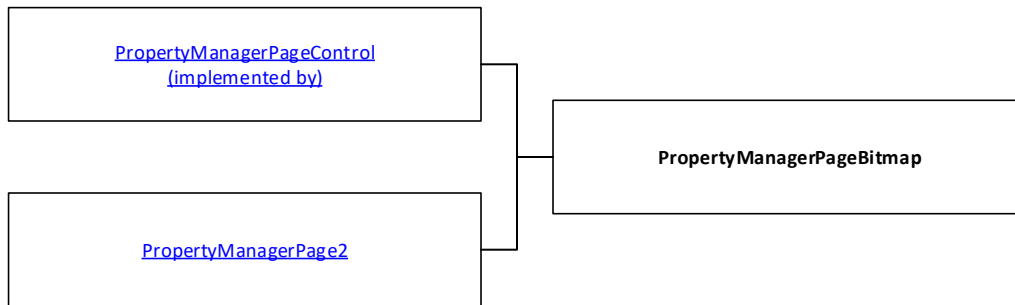 PropertyManagerPageControl
(implemented by)
PropertyManagerPageBitmap
PropertyManagerPage2